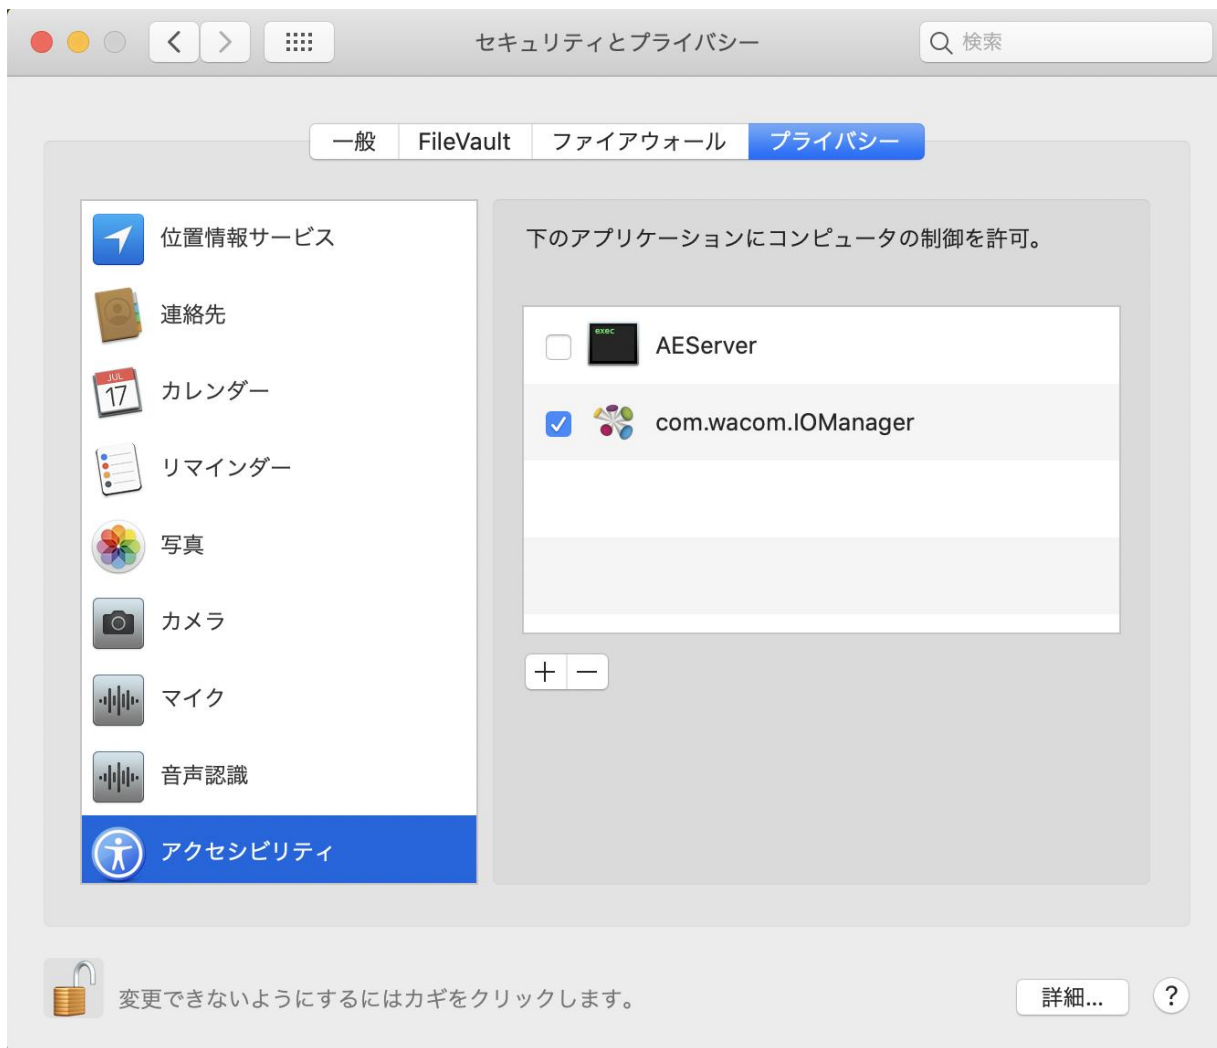 セキュリティとプライバシー
検索
一般
FileVault
ファイアウォール
プライバシー
位置情報サービス
連絡先
JUL
17
カレンダー
リマインダー
写真
カメラ
マイク
音声認識
アクセシビリティ
下のアプリケーションにコンピュータの制御を許可。
exec
AEServer
com.wacom.IOManager
変更できないようにするにはカギをクリックします。
詳細...
?